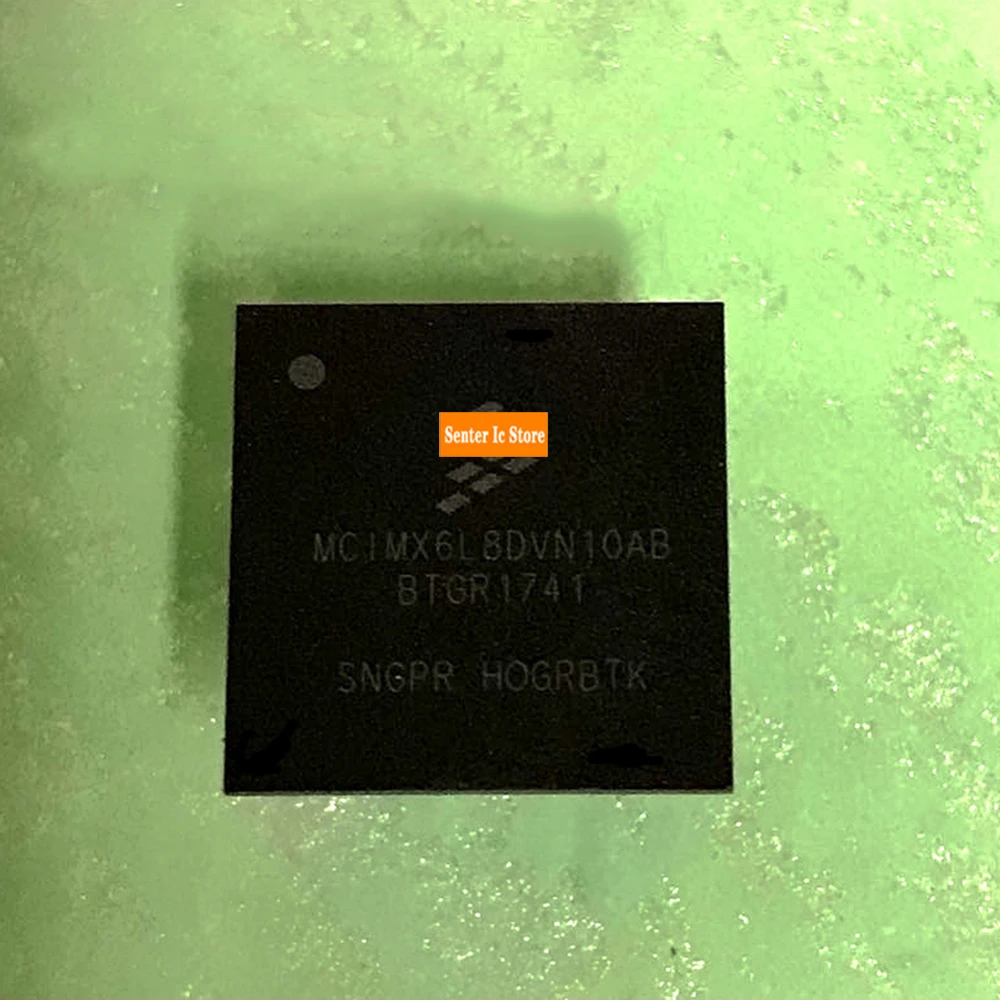 Senter Ic Store
MCIMX6L8DVN10AB
BTGR1741
SNGPR HOGRBTK